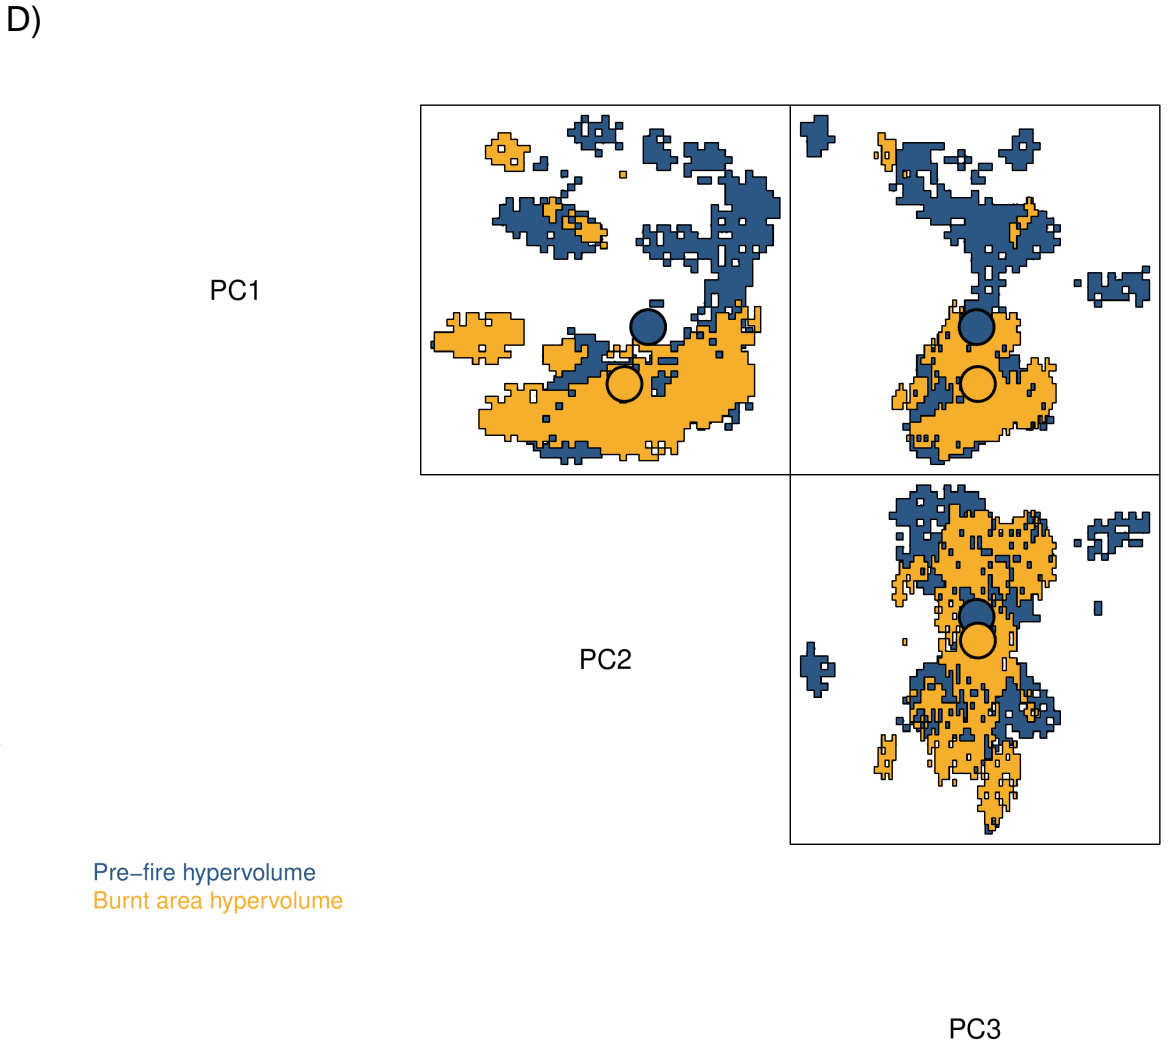 D)
PC1
PC2
Pre−fire hypervolume
Burnt area hypervolume
PC3